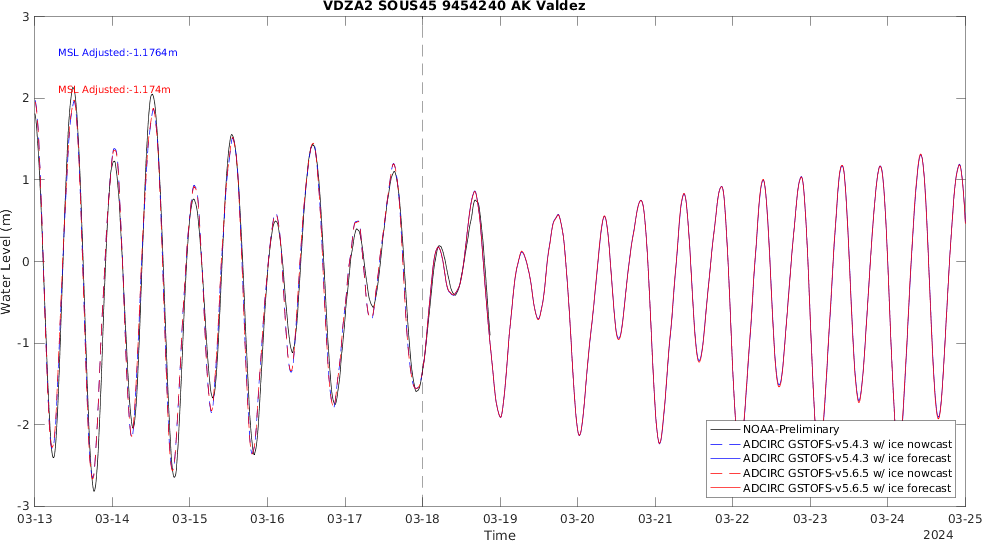 VDZA2 SOUS45 9454240 AK Valdez
3
MSL Adjusted:-1.1764m
MSL Adjusted:-1.174m
2
1
0
-1
-2
-3
Water Level (m)
NOAA-Preliminary
ADCIRC GSTOFS-v5.4.3 w/ ice nowcast
ADCIRC GSTOFS-v5.4.3 w/ ice forecast
ADCIRC GSTOFS-v5.6.5 w/ ice nowcast
ADCIRC GSTOFS-v5.6.5 w/ ice forecast
03-13 03-14 03-15 03-16 03-17 03-18 03-19 03-20 03-21 03-22 03-23 03-24 03-25
Time
2024